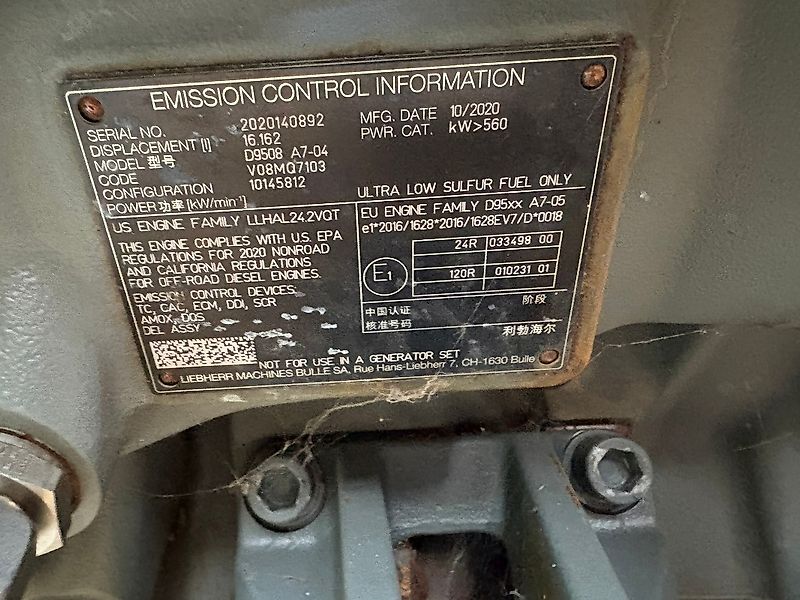 EMISSION CONTROL INFORMATION
SERIAL NO. 2020140892 MFG. DATE 10/2020
DISPLACEMENT [l] 16.162 PWR. CAT. kW>560
MODEL 型号 D9508 A7-04
CODE V08MQ7103
CONFIGURATION 10145812
POWER 功率 [kW/min⁻¹] ULTRA LOW SULFUR FUEL ONLY
US ENGINE FAMILY LLHAL24.2VQT
THIS ENGINE COMPLIES WITH U.S. EPA
REGULATIONS FOR 2020 NONROAD
AND CALIFORNIA REGULATIONS
FOR OFF-ROAD DIESEL ENGINES.
EMISSION CONTROL DEVICES:
TC, CAC, ECM, DDI, SCR
AMOX, DOS
DEL ASSY
EU ENGINE FAMILY D95xx A7-05
e1*2016/1628*2016/1628EV7/D*0018
E1
24R 033498 00
120R 010231 01
中国认证 阶段
核准号码 利勃海尔
NOT FOR USE IN A GENERATOR SET
LIEBHERR MACHINES BULLE SA, Rue Hans-Liebherr 7, CH-1630 Bulle